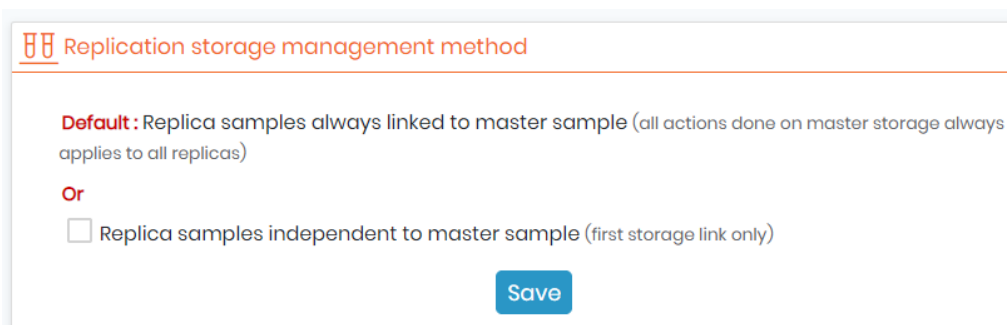 Replication storage management method
Default : Replica samples always linked to master sample (all actions done on master storage always
applies to all replicas)
Or
Replica samples independent to master sample (first storage link only)
Save